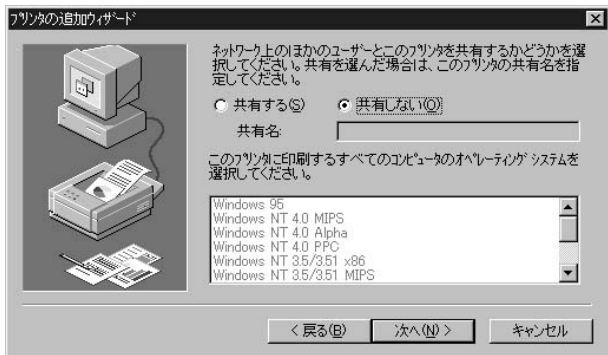 プリンタの追加ウィザード
ネットワーク上のほかのユーザーとこのプリンタを共有するかどうかを選
択してください。共有を選んだ場合は、このプリンタの共有名を指
定してください。
共有する(S) 共有しない(O)
共有名:
このプリンタに印刷するすべてのコンピュータのオペレーティング システムを
選択してください。
Windows 95
Windows NT 4.0 MIPS
Windows NT 4.0 Alpha
Windows NT 4.0 PPC
Windows NT 3.5/3.51 x86
Windows NT 3.5/3.51 MIPS
< 戻る(B) 次へ(N) > キャンセル